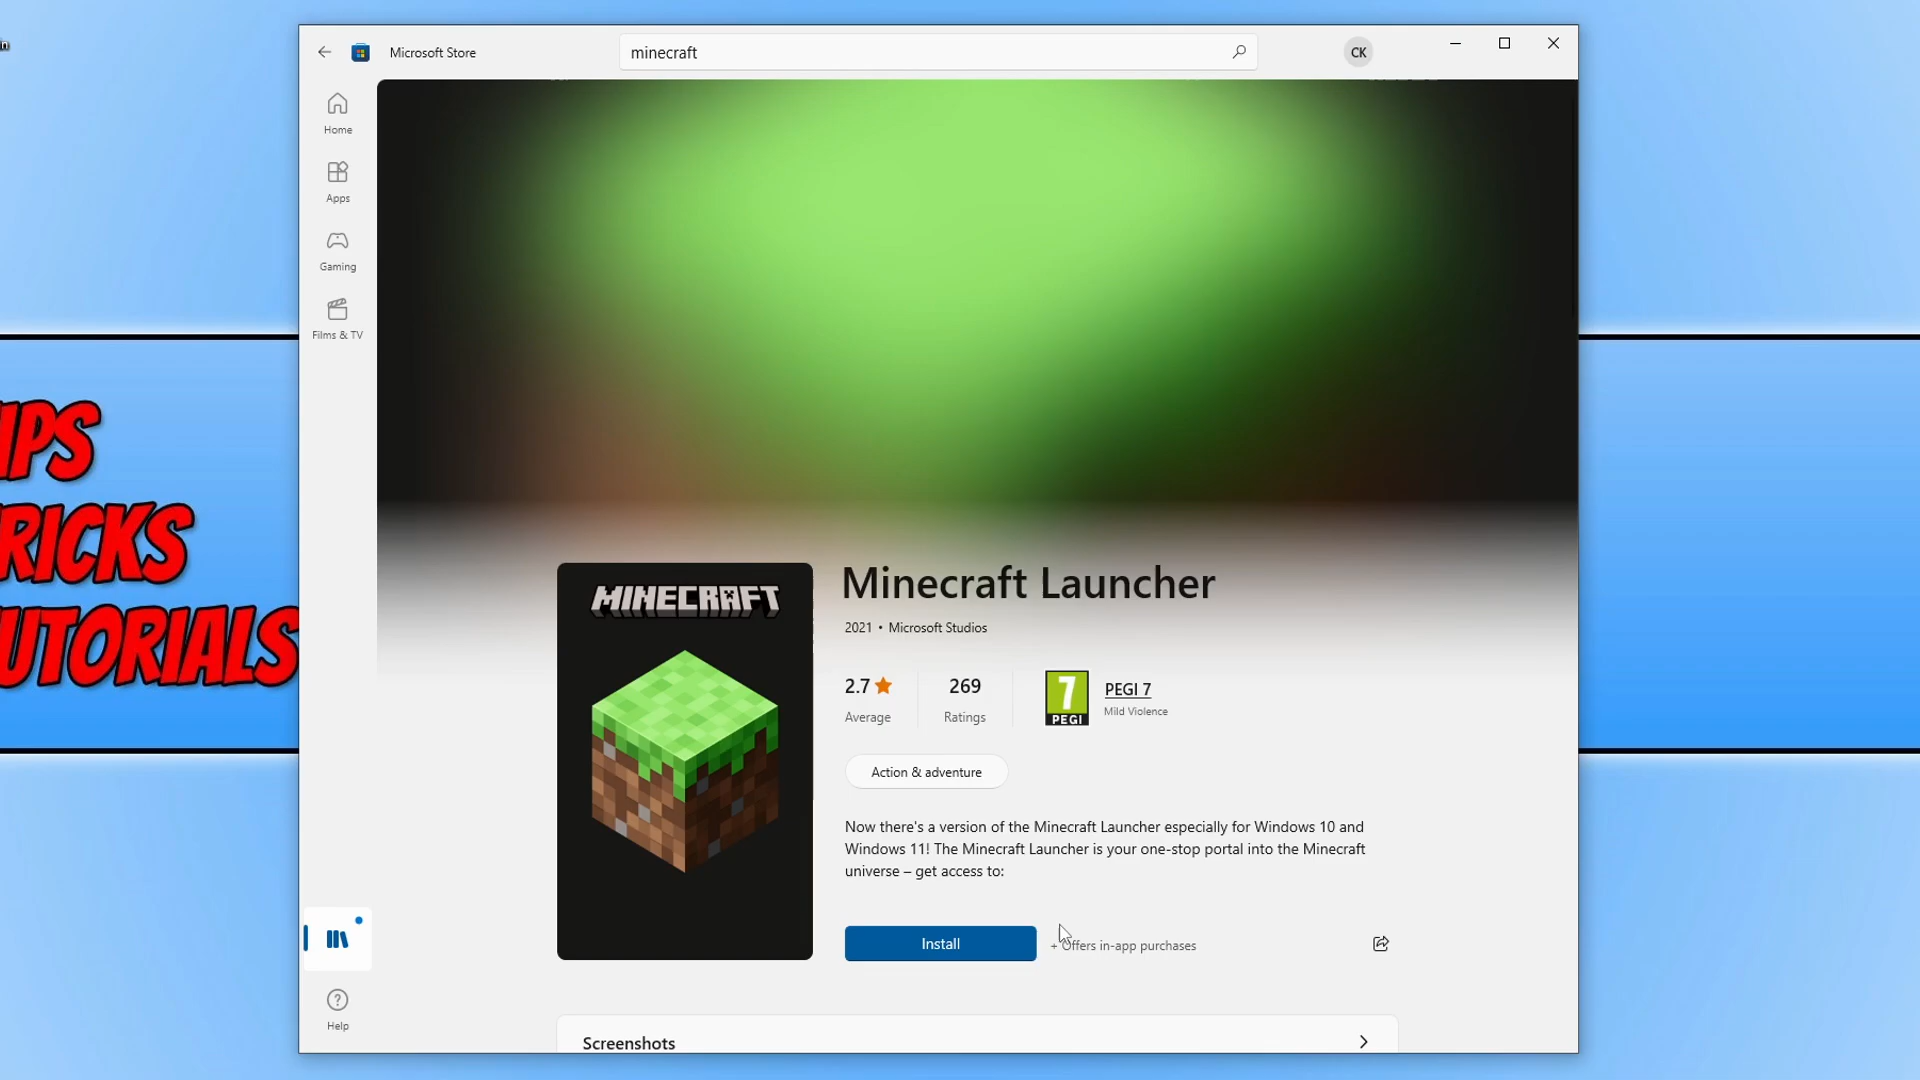 Microsoft Store
minecraft
CK
Home
Apps
Gaming
Films & TV
IPS
RICKS
UTORIALS
MINECRAFT
Minecraft Launcher
2021 • Microsoft Studios
2.7
269
7
PEGI
PEGI 7
Average
Ratings
Mild Violence
Action & adventure
Now there's a version of the Minecraft Launcher especially for Windows 10 and
Windows 11! The Minecraft Launcher is your one-stop portal into the Minecraft
universe – get access to:
Install
+ Offers in-app purchases
Help
Screenshots